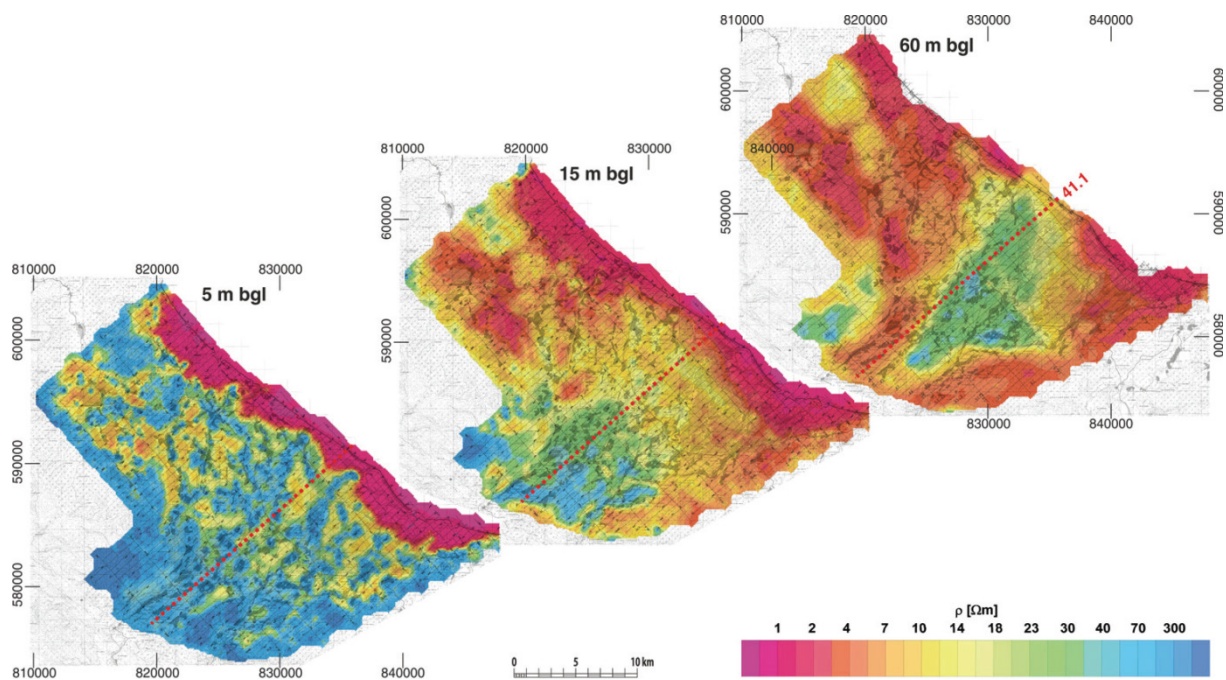 810000 820000 830000 840000
60 m bgl
600000 600000
810000 820000 830000 840000
15 m bgl
41.1
600000 590000 590000
810000 820000 830000
5 m bgl
600000 590000 580000 580000
830000 840000
590000
580000
810000 820000 830000 840000
0 5 10 km
ρ [Ωm]
1 2 4 7 10 14 18 23 30 40 70 300